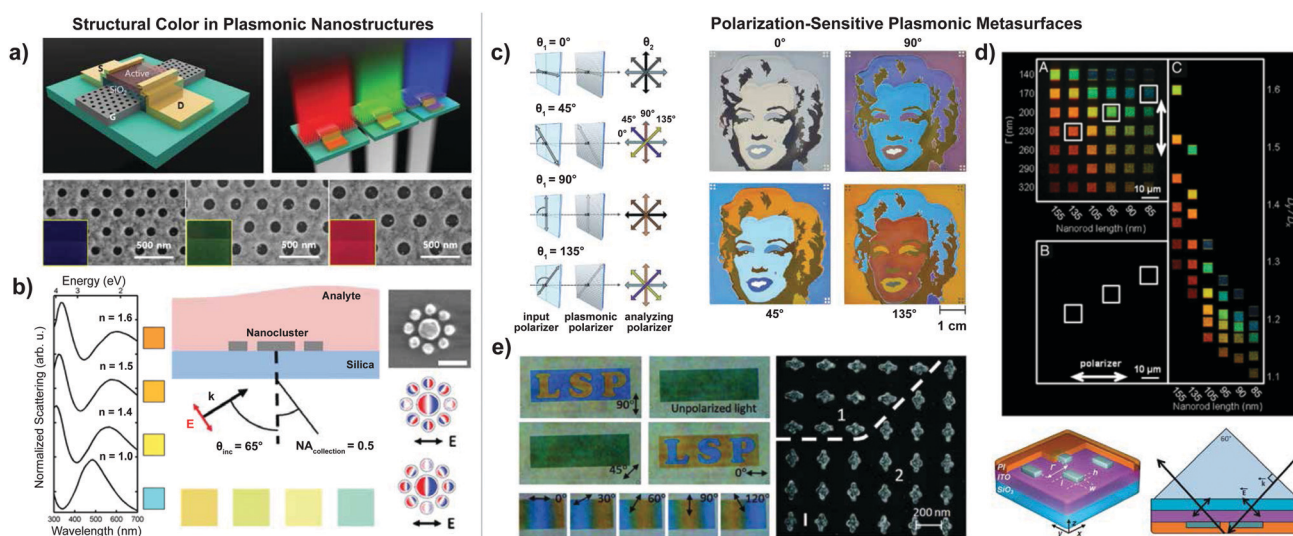 Structural Color in Plasmonic Nanostructures
Polarization-Sensitive Plasmonic Metasurfaces
a)
S
Active
SiO₂
G
D
500 nm
500 nm
500 nm
b)
Energy (eV)
4 3 2
n = 1.6
n = 1.5
n = 1.4
n = 1.0
Normalized Scattering (arb. u.)
300 400 500 600 700
Wavelength (nm)
Analyte
Nanocluster
Silica
k
E
θinc = 65°
NAcollection = 0.5
E
E
c)
θ₁ = 0°
θ₂
θ₁ = 45°
0° 45° 90° 135°
θ₁ = 90°
θ₁ = 135°
input polarizer
plasmonic polarizer
analyzing polarizer
0°
90°
45°
135°
1 cm
d)
A
Γ (nm)
140
170
200
230
260
290
320
10 µm
155 135 105 95 90 85
Nanorod length (nm)
B
polarizer
10 µm
C
1.6
1.5
1.4
1.3
1.2
1.1
155 135 105 95 90 85
Nanorod length (nm)
PI
ITO
SiO₂
Γ
h
w
l
y z x
60°
k
E
e)
LSP
90°
Unpolarized light
45°
LSP
0°
0° 30° 60° 90° 120°
1
2
200 nm